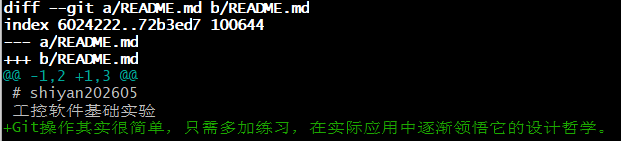 diff --git a/README.md b/README.md
index 6024222..72b3ed7 100644
--- a/README.md
+++ b/README.md
@@ -1,2 +1,3 @@
 # shiyan202605
 工控软件基础实验
+Git操作其实很简单，只需多加练习，在实际应用中逐渐领悟它的设计哲学。